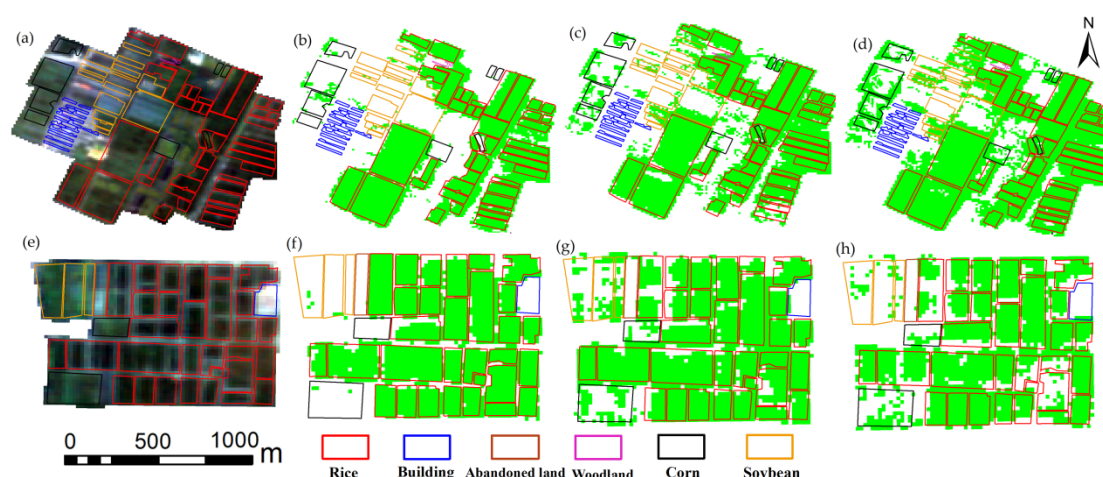 (a)
(b)
(c)
(d)
N
(e)
(f)
(g)
(h)
0 500 1000 m
Rice
Building
Abandoned land
Woodland
Corn
Soybean